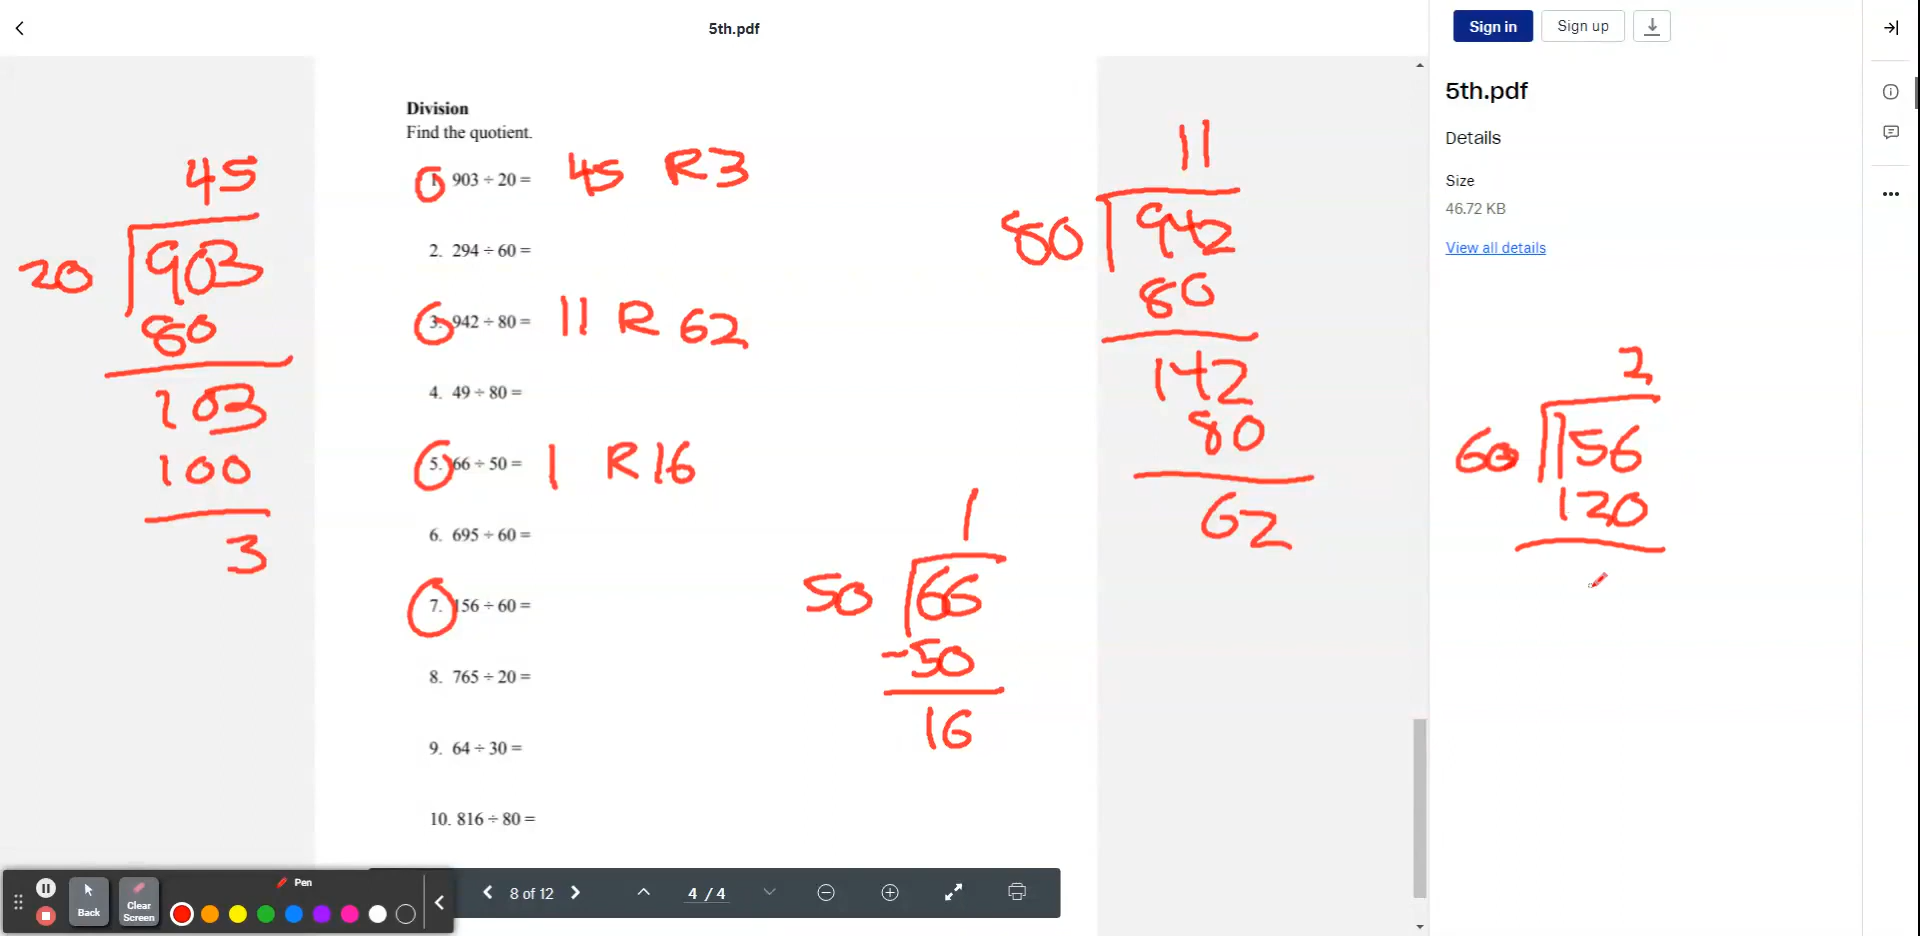 5th.pdf
Sign in
Sign up
5th.pdf
Details
Size
46.72 KB
View all details
Division
Find the quotient.
1. 903 ÷ 20 = 45 R3
2. 294 ÷ 60 =
3. 942 ÷ 80 = 11 R 62
4. 49 ÷ 80 =
5. 66 ÷ 50 = 1 R16
6. 695 ÷ 60 =
7. 156 ÷ 60 =
8. 765 ÷ 20 =
9. 64 ÷ 30 =
10. 816 ÷ 80 =
45
20 903
80
103
100
3
11
80 942
80
142
80
62
1
50 66
-50
16
2
60 156
120
Pen
Back
Clear
Screen
8 of 12
4 / 4